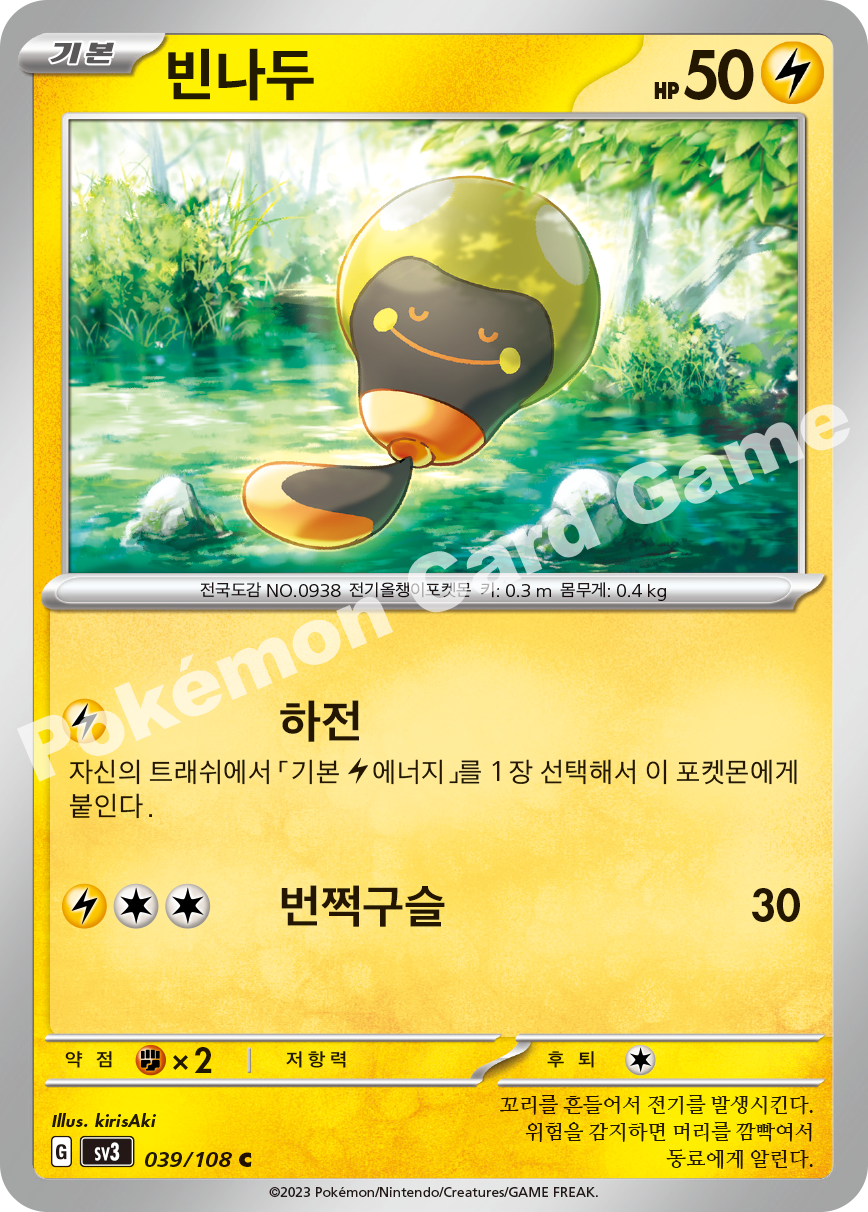 기본
빈나두
HP 50
전국도감 NO.0938 전기올챙이포켓몬 키: 0.3 m 몸무게: 0.4 kg
Pokémon Card Game
하전
자신의 트래쉬에서 「기본 에너지」를 1장 선택해서 이 포켓몬에게
붙인다.
번쩍구슬 30
약점 ×2 저항력 후퇴
꼬리를 흔들어서 전기를 발생시킨다.
위험을 감지하면 머리를 깜빡여서
동료에게 알린다.
Illus. kirisAki
G sv3 039/108 C
©2023 Pokémon/Nintendo/Creatures/GAME FREAK.